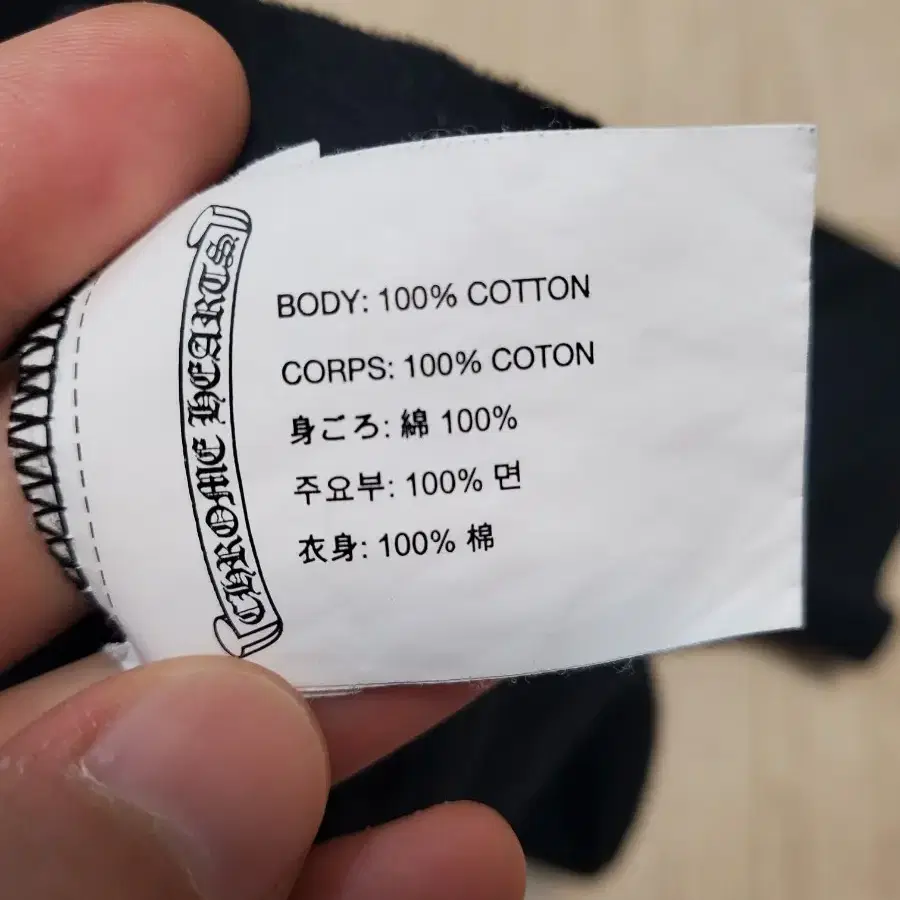 CHROME HEARTS
BODY: 100% COTTON
CORPS: 100% COTON
身ごろ: 綿 100%
주요부: 100% 면
衣身: 100% 棉